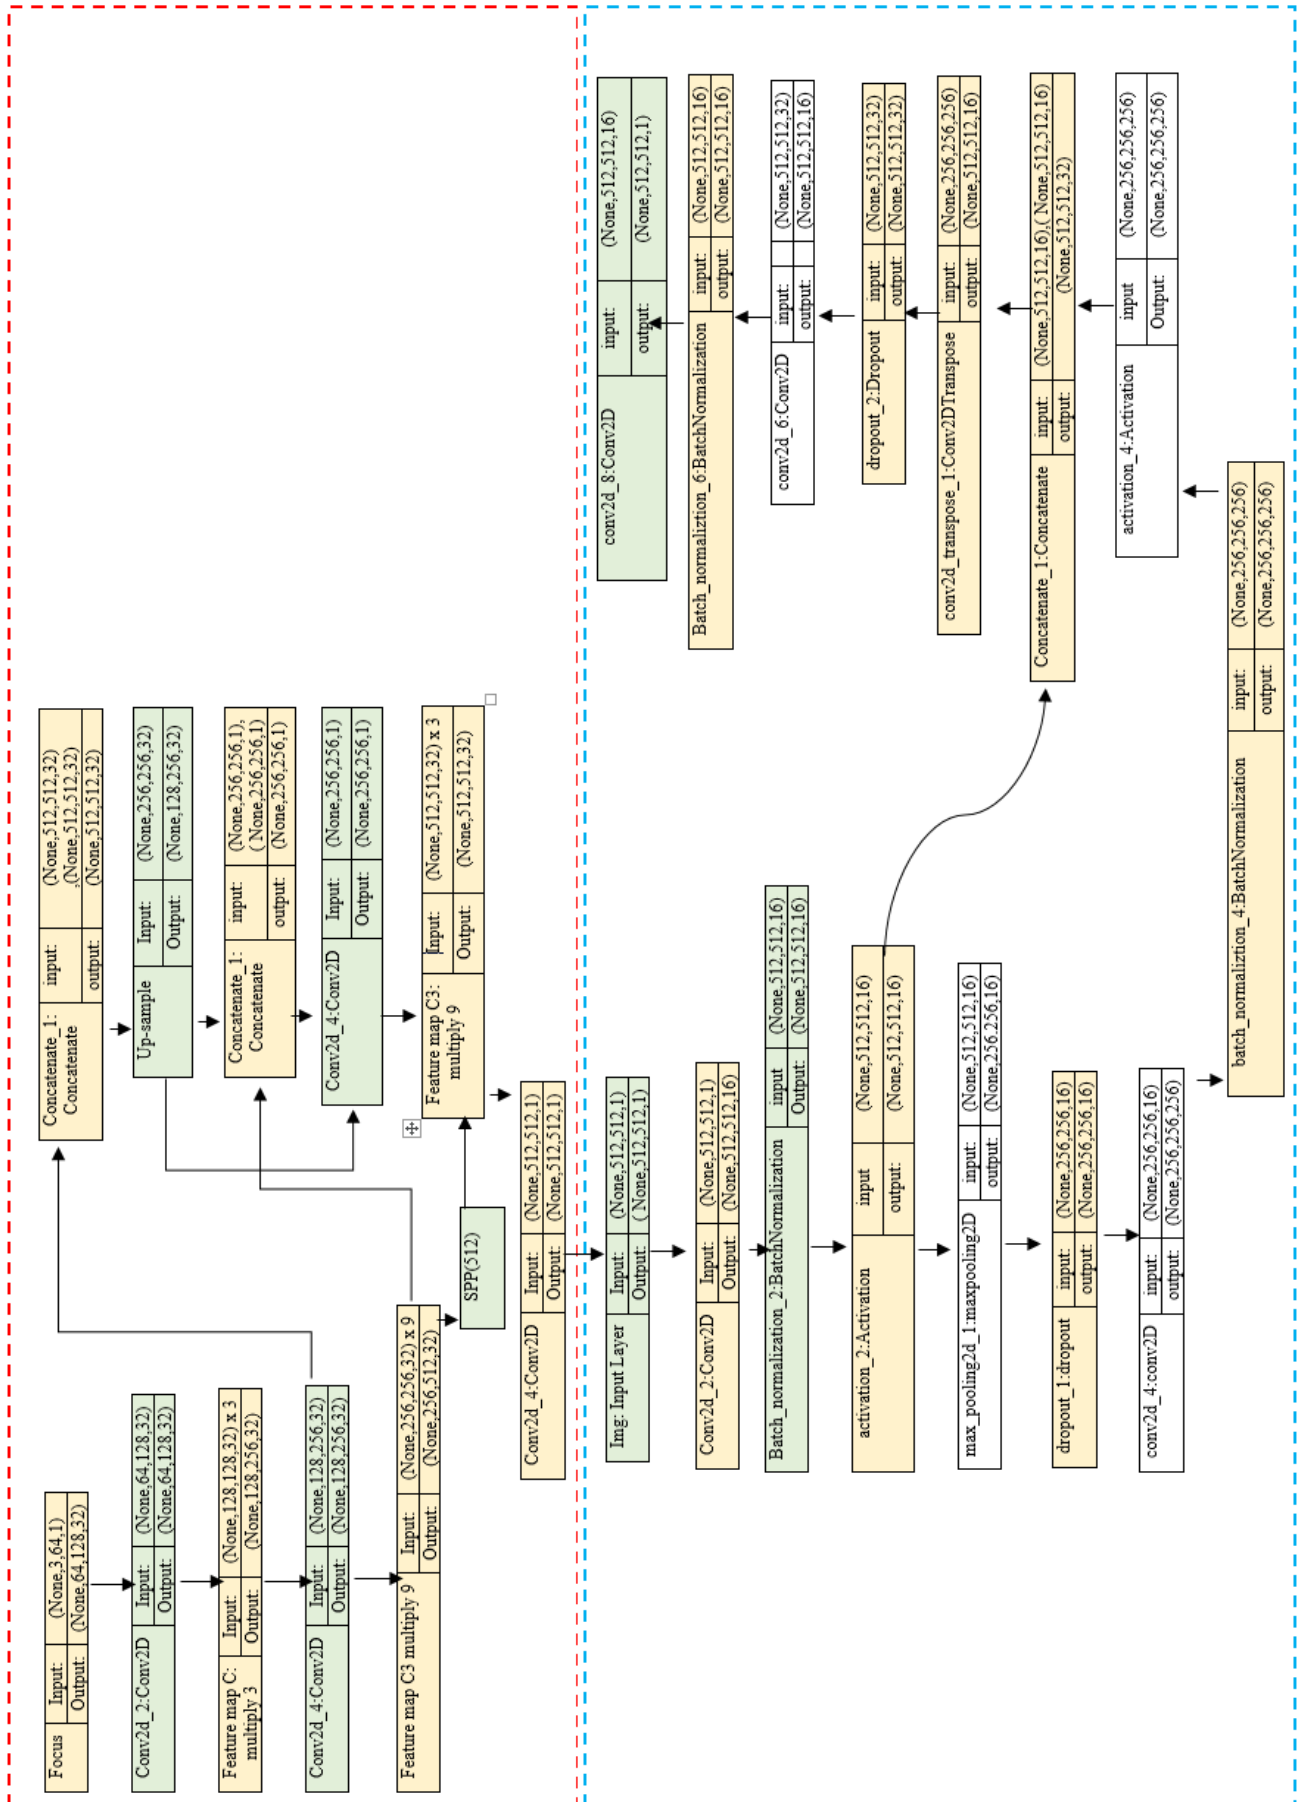 Focus
Input: (None,3,64,1)
Output: (None,64,128,32)
Conv2d_2:Conv2D
Input: (None,64,128,32)
Output: (None,64,128,32)
Feature map C:
multiply 3
Input: (None,128,128,32) x 3
Output: (None,128,256,32)
Conv2d_4:Conv2D
Input: (None,128,256,32)
Output: (None,128,256,32)
Feature map C3 multiply 9
Input: (None,256,256,32) x 9
Output: (None,256,512,32)
SPP(512)
Concatenate_1:
Concatenate
input: (None,512,512,32)
,(None,512,512,32)
output: (None,512,512,32)
Up-sample
Input: (None,256,256,32)
Output: (None,128,256,32)
Concatenate_1:
Concatenate
input: (None,256,256,1),
( None,256,256,1)
output: (None,256,256,1)
Conv2d_4:Conv2D
Input: (None,256,256,1)
Output: (None,256,256,1)
Feature map C3:
multiply 9
Input: (None,512,512,32) x 3
Output: (None,512,512,32)
Conv2d_4:Conv2D
Input: (None,512,512,1)
Output: (None,512,512,1)
Img: Input Layer
Input: (None,512,512,1)
Output: ( None,512,512,1)
Conv2d_2:Conv2D
Input: (None,512,512,1)
Output: (None,512,512,16)
Batch_normalization_2:BatchNormalization
input (None,512,512,16)
Output: (None,512,512,16)
activation_2:Activation
input (None,512,512,16)
output: (None,512,512,16)
max_pooling2d_1:maxpooling2D
input: (None,512,512,16)
output: (None,256,256,16)
dropout_1:dropout
input: (None,256,256,16)
output: (None,256,256,16)
conv2d_4:conv2D
input: (None,256,256,16)
output: (None,256,256,256)
batch_normaliztion_4:BatchNormalization
input: (None,256,256,256)
output: (None,256,256,256)
activation_4:Activation
input (None,256,256,256)
Output: (None,256,256,256)
Concatenate_1:Concatenate
input: (None,512,512,16),( None,512,512,16)
output: (None,512,512,32)
conv2d_transpose_1:Conv2DTranspose
input: (None,256,256,256)
output: (None,512,512,16)
dropout_2:Dropout
input: (None,512,512,32)
output: (None,512,512,32)
conv2d_6:Conv2D
input: (None,512,512,32)
output: (None,512,512,16)
Batch_normaliztion_6:BatchNormalization
input: (None,512,512,16)
output: (None,512,512,16)
conv2d_8:Conv2D
input: (None,512,512,16)
output: (None,512,512,1)